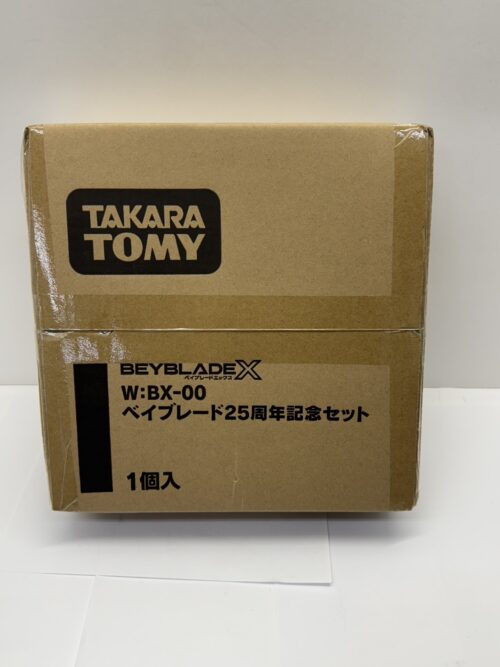 TAKARA
TOMY
BEYBLADE X
ベイブレードエックス
W:BX-00
ベイブレード25周年記念セット
1個入